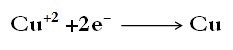 Cu⁺² +2e⁻ ⟶ Cu